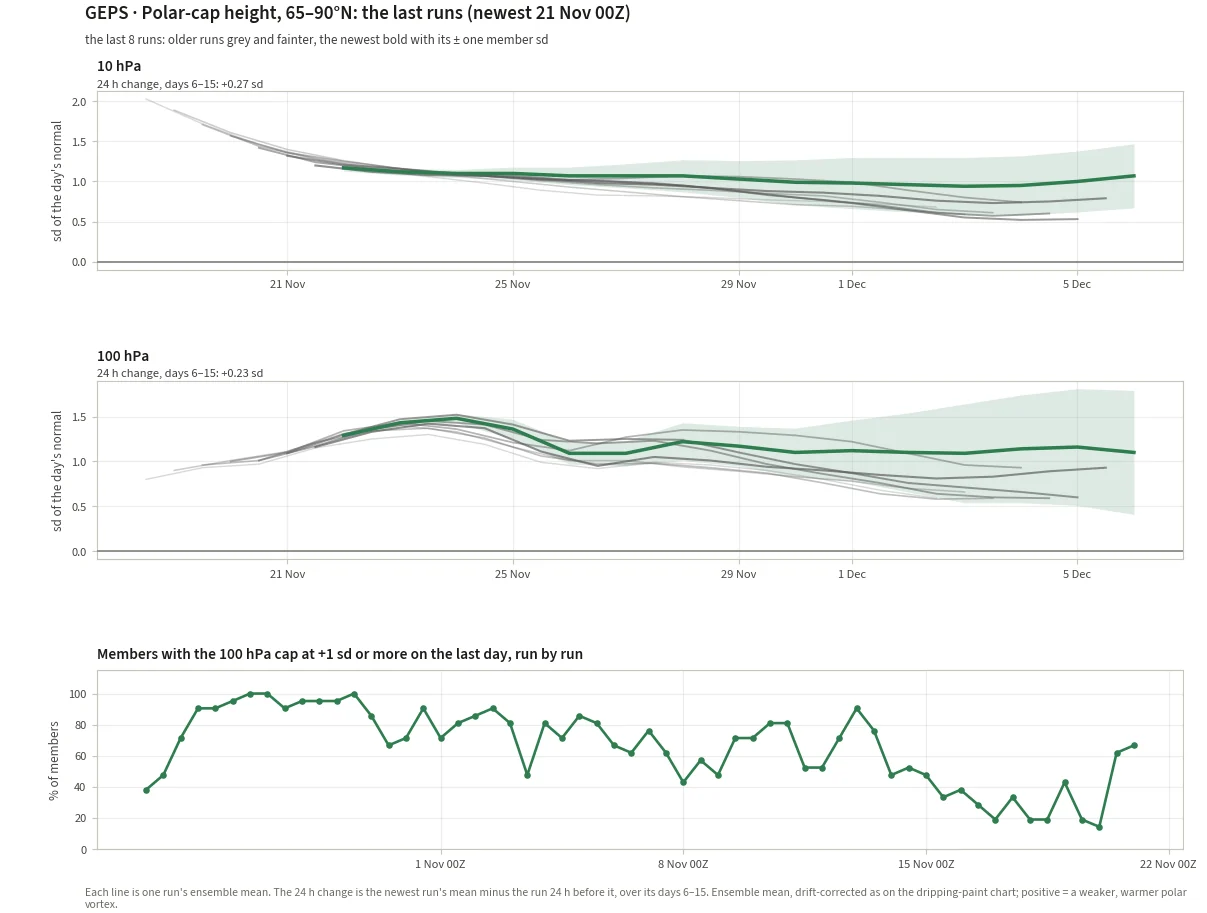 GEPS · Polar-cap height, 65–90°N: the last runs (newest 21 Nov 00Z)
the last 8 runs: older runs grey and fainter, the newest bold with its ± one member sd
10 hPa
24 h change, days 6–15: +0.27 sd
sd of the day's normal
2.0
1.5
1.0
0.5
0.0
21 Nov
25 Nov
29 Nov
1 Dec
5 Dec
100 hPa
24 h change, days 6–15: +0.23 sd
sd of the day's normal
1.5
1.0
0.5
0.0
21 Nov
25 Nov
29 Nov
1 Dec
5 Dec
Members with the 100 hPa cap at +1 sd or more on the last day, run by run
% of members
100
80
60
40
20
0
1 Nov 00Z
8 Nov 00Z
15 Nov 00Z
22 Nov 00Z
Each line is one run's ensemble mean. The 24 h change is the newest run's mean minus the run 24 h before it, over its days 6–15. Ensemble mean, drift-corrected as on the dripping-paint chart; positive = a weaker, warmer polar
vortex.